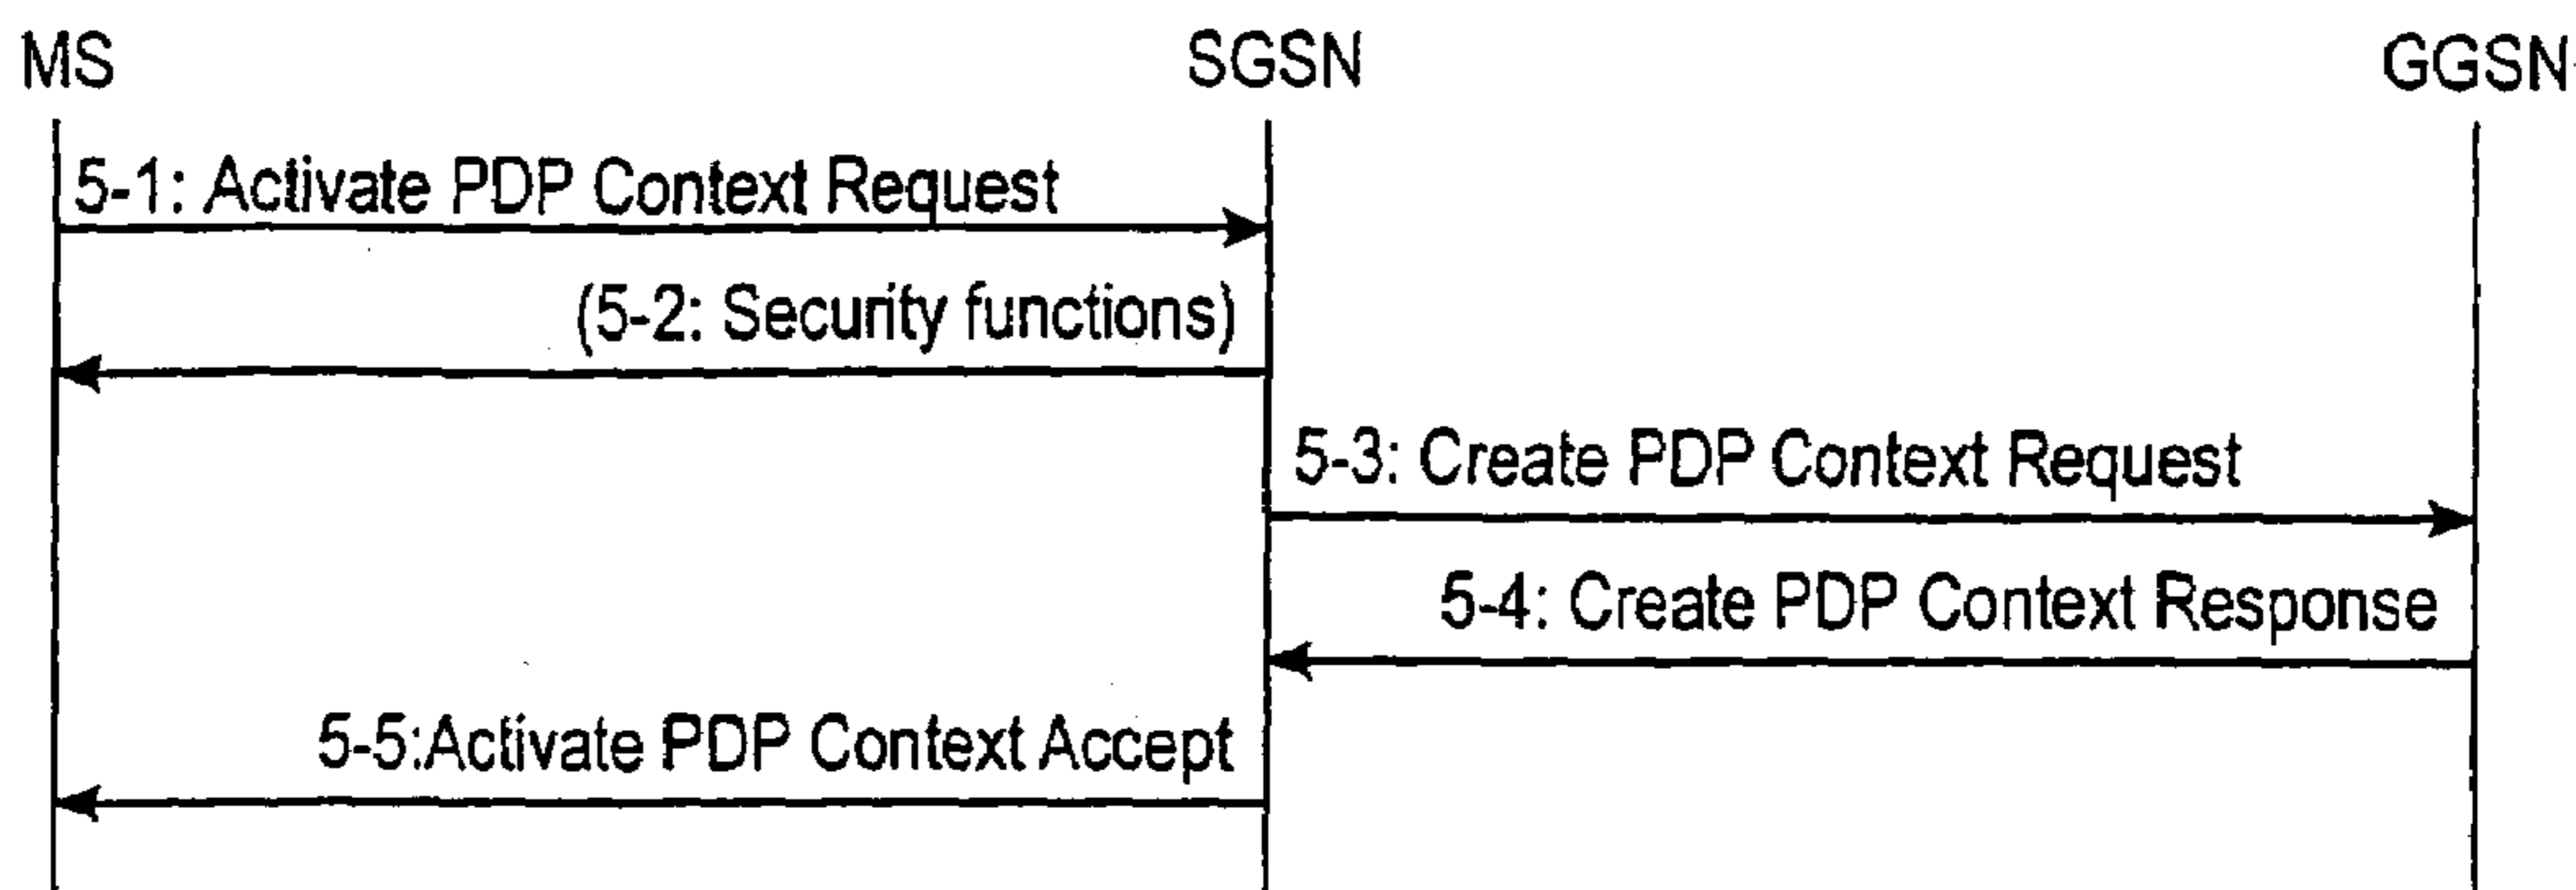 MS SGSN GGSN
5-1: Activate PDP Context Request
(5-2: Security functions)
5-3: Create PDP Context Request
5-4: Create PDP Context Response
5-5:Activate PDP Context Accept